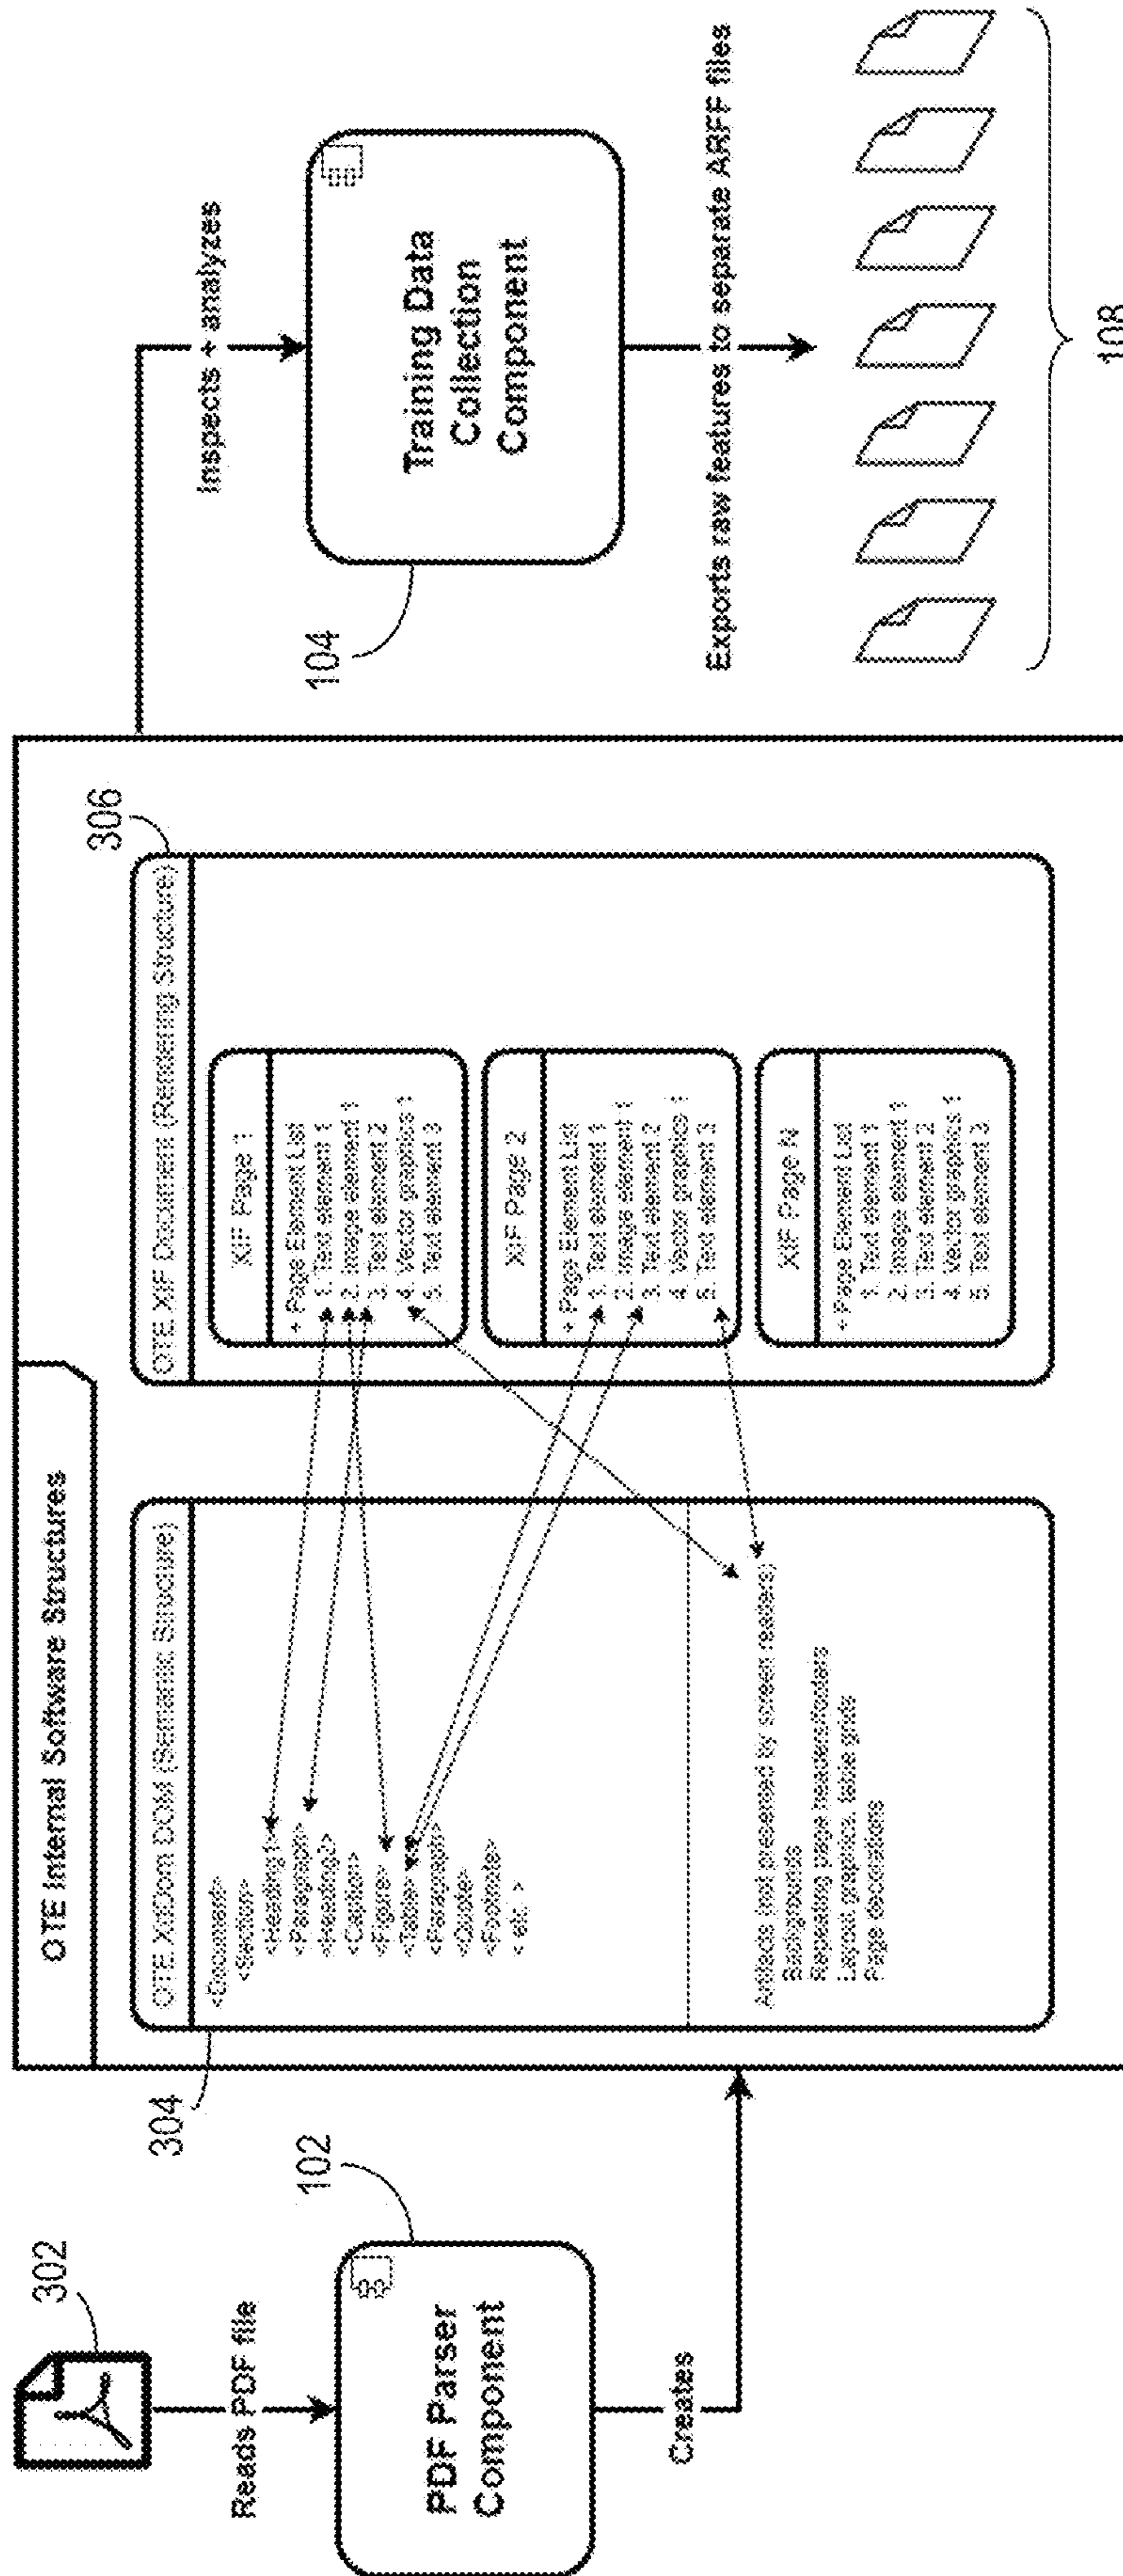 302
Reads PDF file
102
PDF Parser
Component
Creates
OTE Internal Software Structures
304
OTE XifDom DOM (Semantic Structure)
<Document>
<Section>
<Heading1>
<Paragraph>
<Heading2>
<Caption>
<Figure>
<Table>
<Paragraph>
<Quote>
<Footnote>
< etc. >
Artifacts (not presented by screen readers)
Backgrounds
Repeating page headers/footers
Layout graphics, table grids
Page decorations
306
OTE XIF Document (Rendering Structure)
XIF Page 1
+ Page Element List
1. Text element 1
2. Image element 1
3. Text element 2
4. Vector graphics 1
5. Text element 3
XIF Page 2
+ Page Element List
1. Text element 1
2. Image element 1
3. Text element 2
4. Vector graphics 1
5. Text element 3
XIF Page N
+ Page Element List
1. Text element 1
2. Image element 1
3. Text element 2
4. Vector graphics 1
5. Text element 3
Inspects + analyzes
104
Training Data
Collection
Component
Exports raw features to separate ARFF files
108